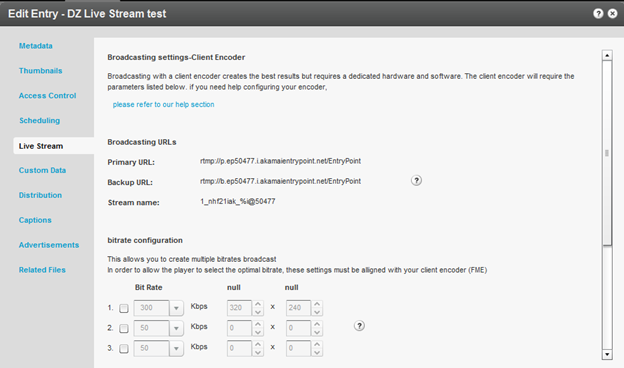 Edit Entry - DZ Live Stream test
? x
Metadata
Thumbnails
Access Control
Scheduling
Live Stream
Custom Data
Distribution
Captions
Advertisements
Related Files
Broadcasting settings-Client Encoder
Broadcasting with a client encoder creates the best results but requires a dedicated hardware and software. The client encoder will require the
parameters listed below. if you need help configuring your encoder,
please refer to our help section
Broadcasting URLs
Primary URL: rtmp://p.ep50477.i.akamaientrypoint.net/EntryPoint
Backup URL: rtmp://b.ep50477.i.akamaientrypoint.net/EntryPoint ?
Stream name: 1_nhf21iak_%i@50477
bitrate configuration
This allows you to create multiple bitrates broadcast
In order to allow the player to select the optimal bitrate, these settings must be aligned with your client encoder (FME)
Bit Rate null null
1. 300 Kbps 320 x 240
2. 50 Kbps 0 x 0 ?
3. 50 Kbps 0 x 0